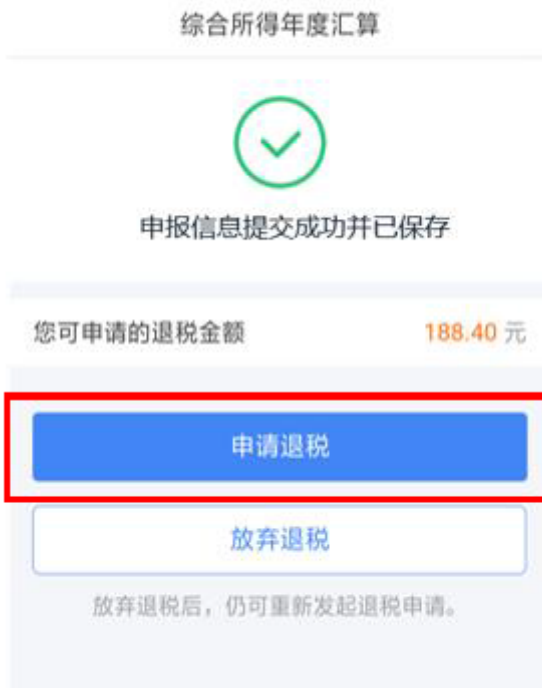 综合所得年度汇算
申报信息提交成功并已保存
您可申请的退税金额 188.40 元
申请退税
放弃退税
放弃退税后，仍可重新发起退税申请。